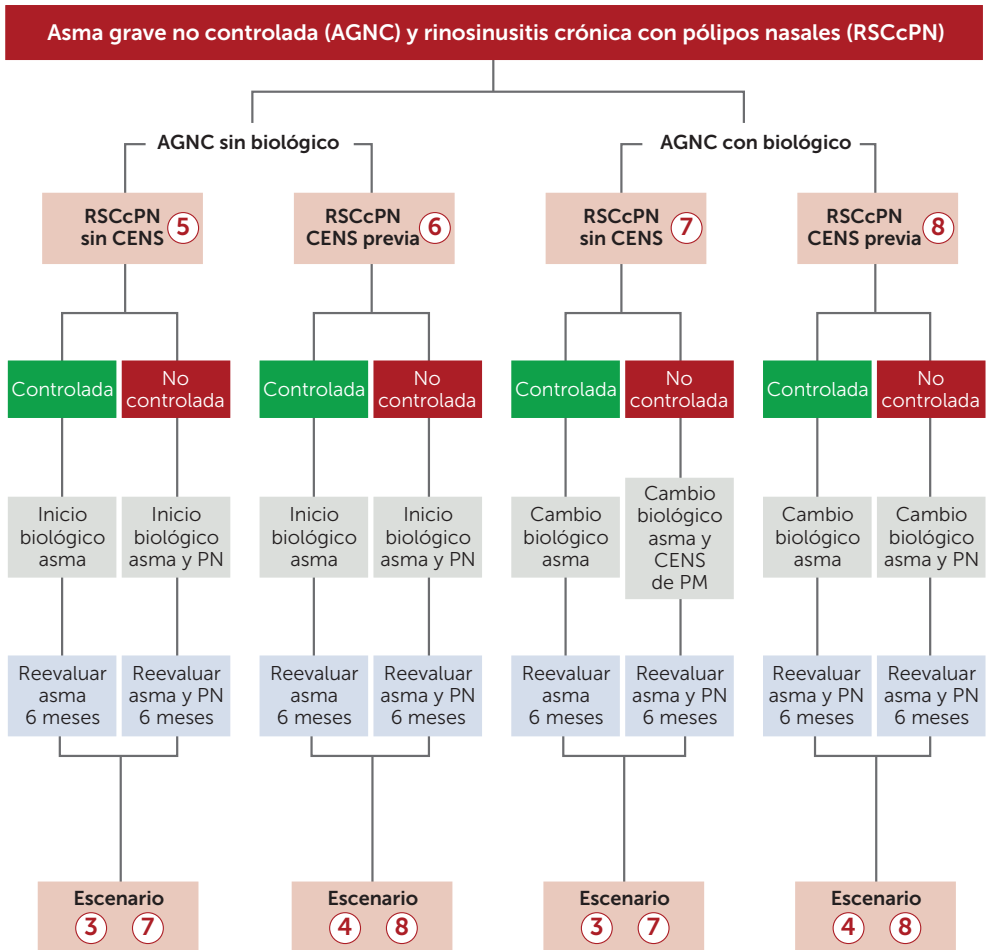 Asma grave no controlada (AGNC) y rinosinusitis crónica con pólipos nasales (RSCcPN)
AGNC sin biológico
AGNC con biológico
RSCcPN
sin CENS
5
RSCcPN
CENS previa
6
RSCcPN
sin CENS
7
RSCcPN
CENS previa
8
Controlada
No
controlada
Controlada
No
controlada
Controlada
No
controlada
Controlada
No
controlada
Inicio
biológico
asma
Inicio
biológico
asma y PN
Inicio
biológico
asma
Inicio
biológico
asma y PN
Cambio
biológico
asma
Cambio
biológico
asma y
CENS
de PM
Cambio
biológico
asma
Cambio
biológico
asma y PN
Reevaluar
asma
6 meses
Reevaluar
asma y PN
6 meses
Reevaluar
asma
6 meses
Reevaluar
asma y PN
6 meses
Reevaluar
asma
6 meses
Reevaluar
asma y PN
6 meses
Reevaluar
asma y PN
6 meses
Reevaluar
asma y PN
6 meses
Escenario
3 7
Escenario
4 8
Escenario
3 7
Escenario
4 8